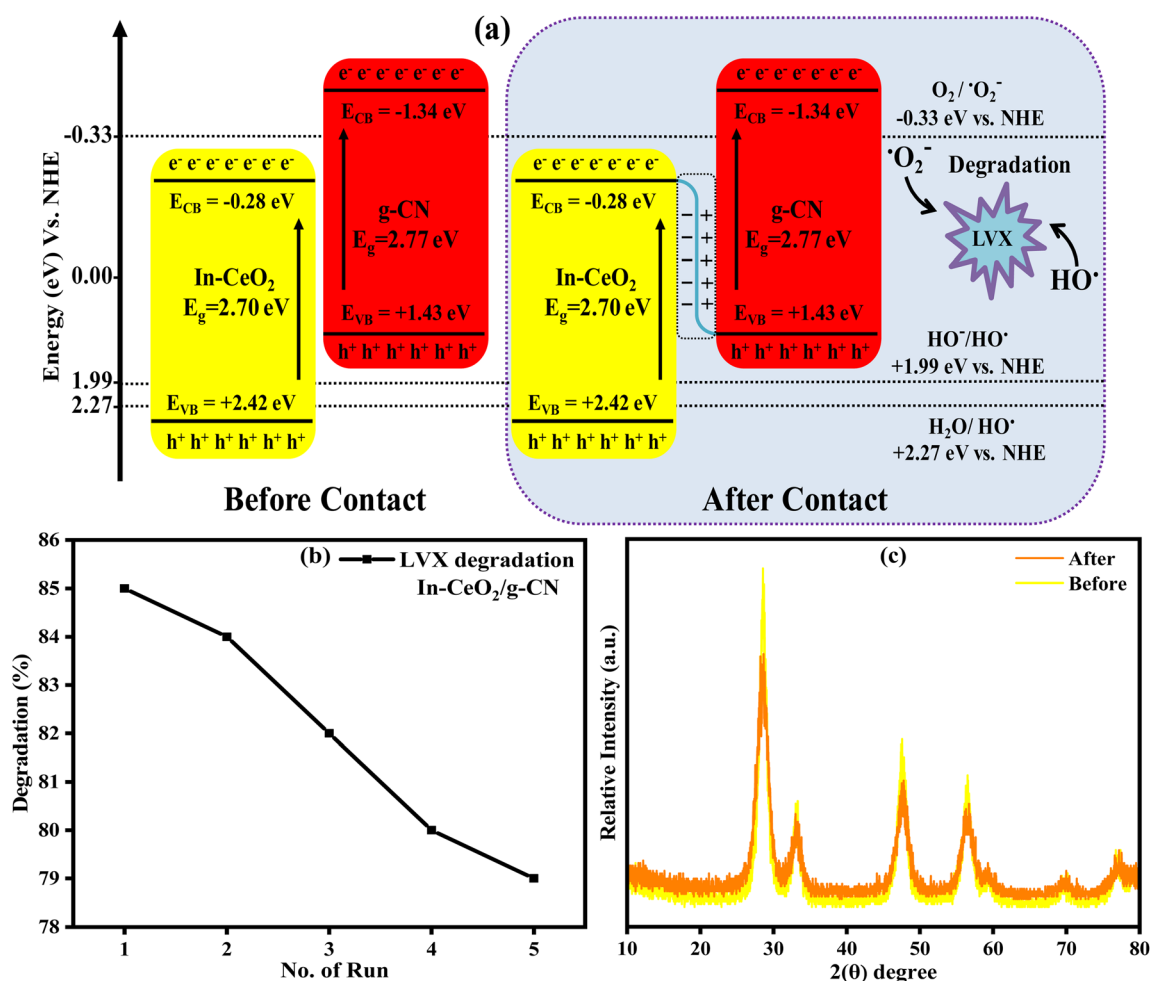 (a)
Energy (eV) Vs. NHE
-0.33
0.00
1.99
2.27
e⁻ e⁻ e⁻ e⁻ e⁻ e⁻ e⁻
E_CB = -0.28 eV
In-CeO₂
E_g=2.70 eV
E_VB = +2.42 eV
h⁺ h⁺ h⁺ h⁺ h⁺ h⁺
e⁻ e⁻ e⁻ e⁻ e⁻ e⁻ e⁻
E_CB = -1.34 eV
g-CN
E_g=2.77 eV
E_VB = +1.43 eV
h⁺ h⁺ h⁺ h⁺ h⁺ h⁺
Before Contact
e⁻ e⁻ e⁻ e⁻ e⁻ e⁻ e⁻
E_CB = -0.28 eV
In-CeO₂
E_g=2.70 eV
E_VB = +2.42 eV
h⁺ h⁺ h⁺ h⁺ h⁺ h⁺
− +
− +
− +
− +
− +
e⁻ e⁻ e⁻ e⁻ e⁻ e⁻ e⁻
E_CB = -1.34 eV
g-CN
E_g=2.77 eV
E_VB = +1.43 eV
h⁺ h⁺ h⁺ h⁺ h⁺ h⁺
O₂ / ·O₂⁻
-0.33 eV vs. NHE
·O₂⁻
Degradation
LVX
HO·
HO⁻/HO·
+1.99 eV vs. NHE
H₂O/ HO·
+2.27 eV vs. NHE
After Contact
(b)
LVX degradation
In-CeO₂/g-CN
Degradation (%)
86
85
84
83
82
81
80
79
78
1 2 3 4 5
No. of Run
(c)
After
Before
Relative Intensity (a.u.)
10 20 30 40 50 60 70 80
2(θ) degree